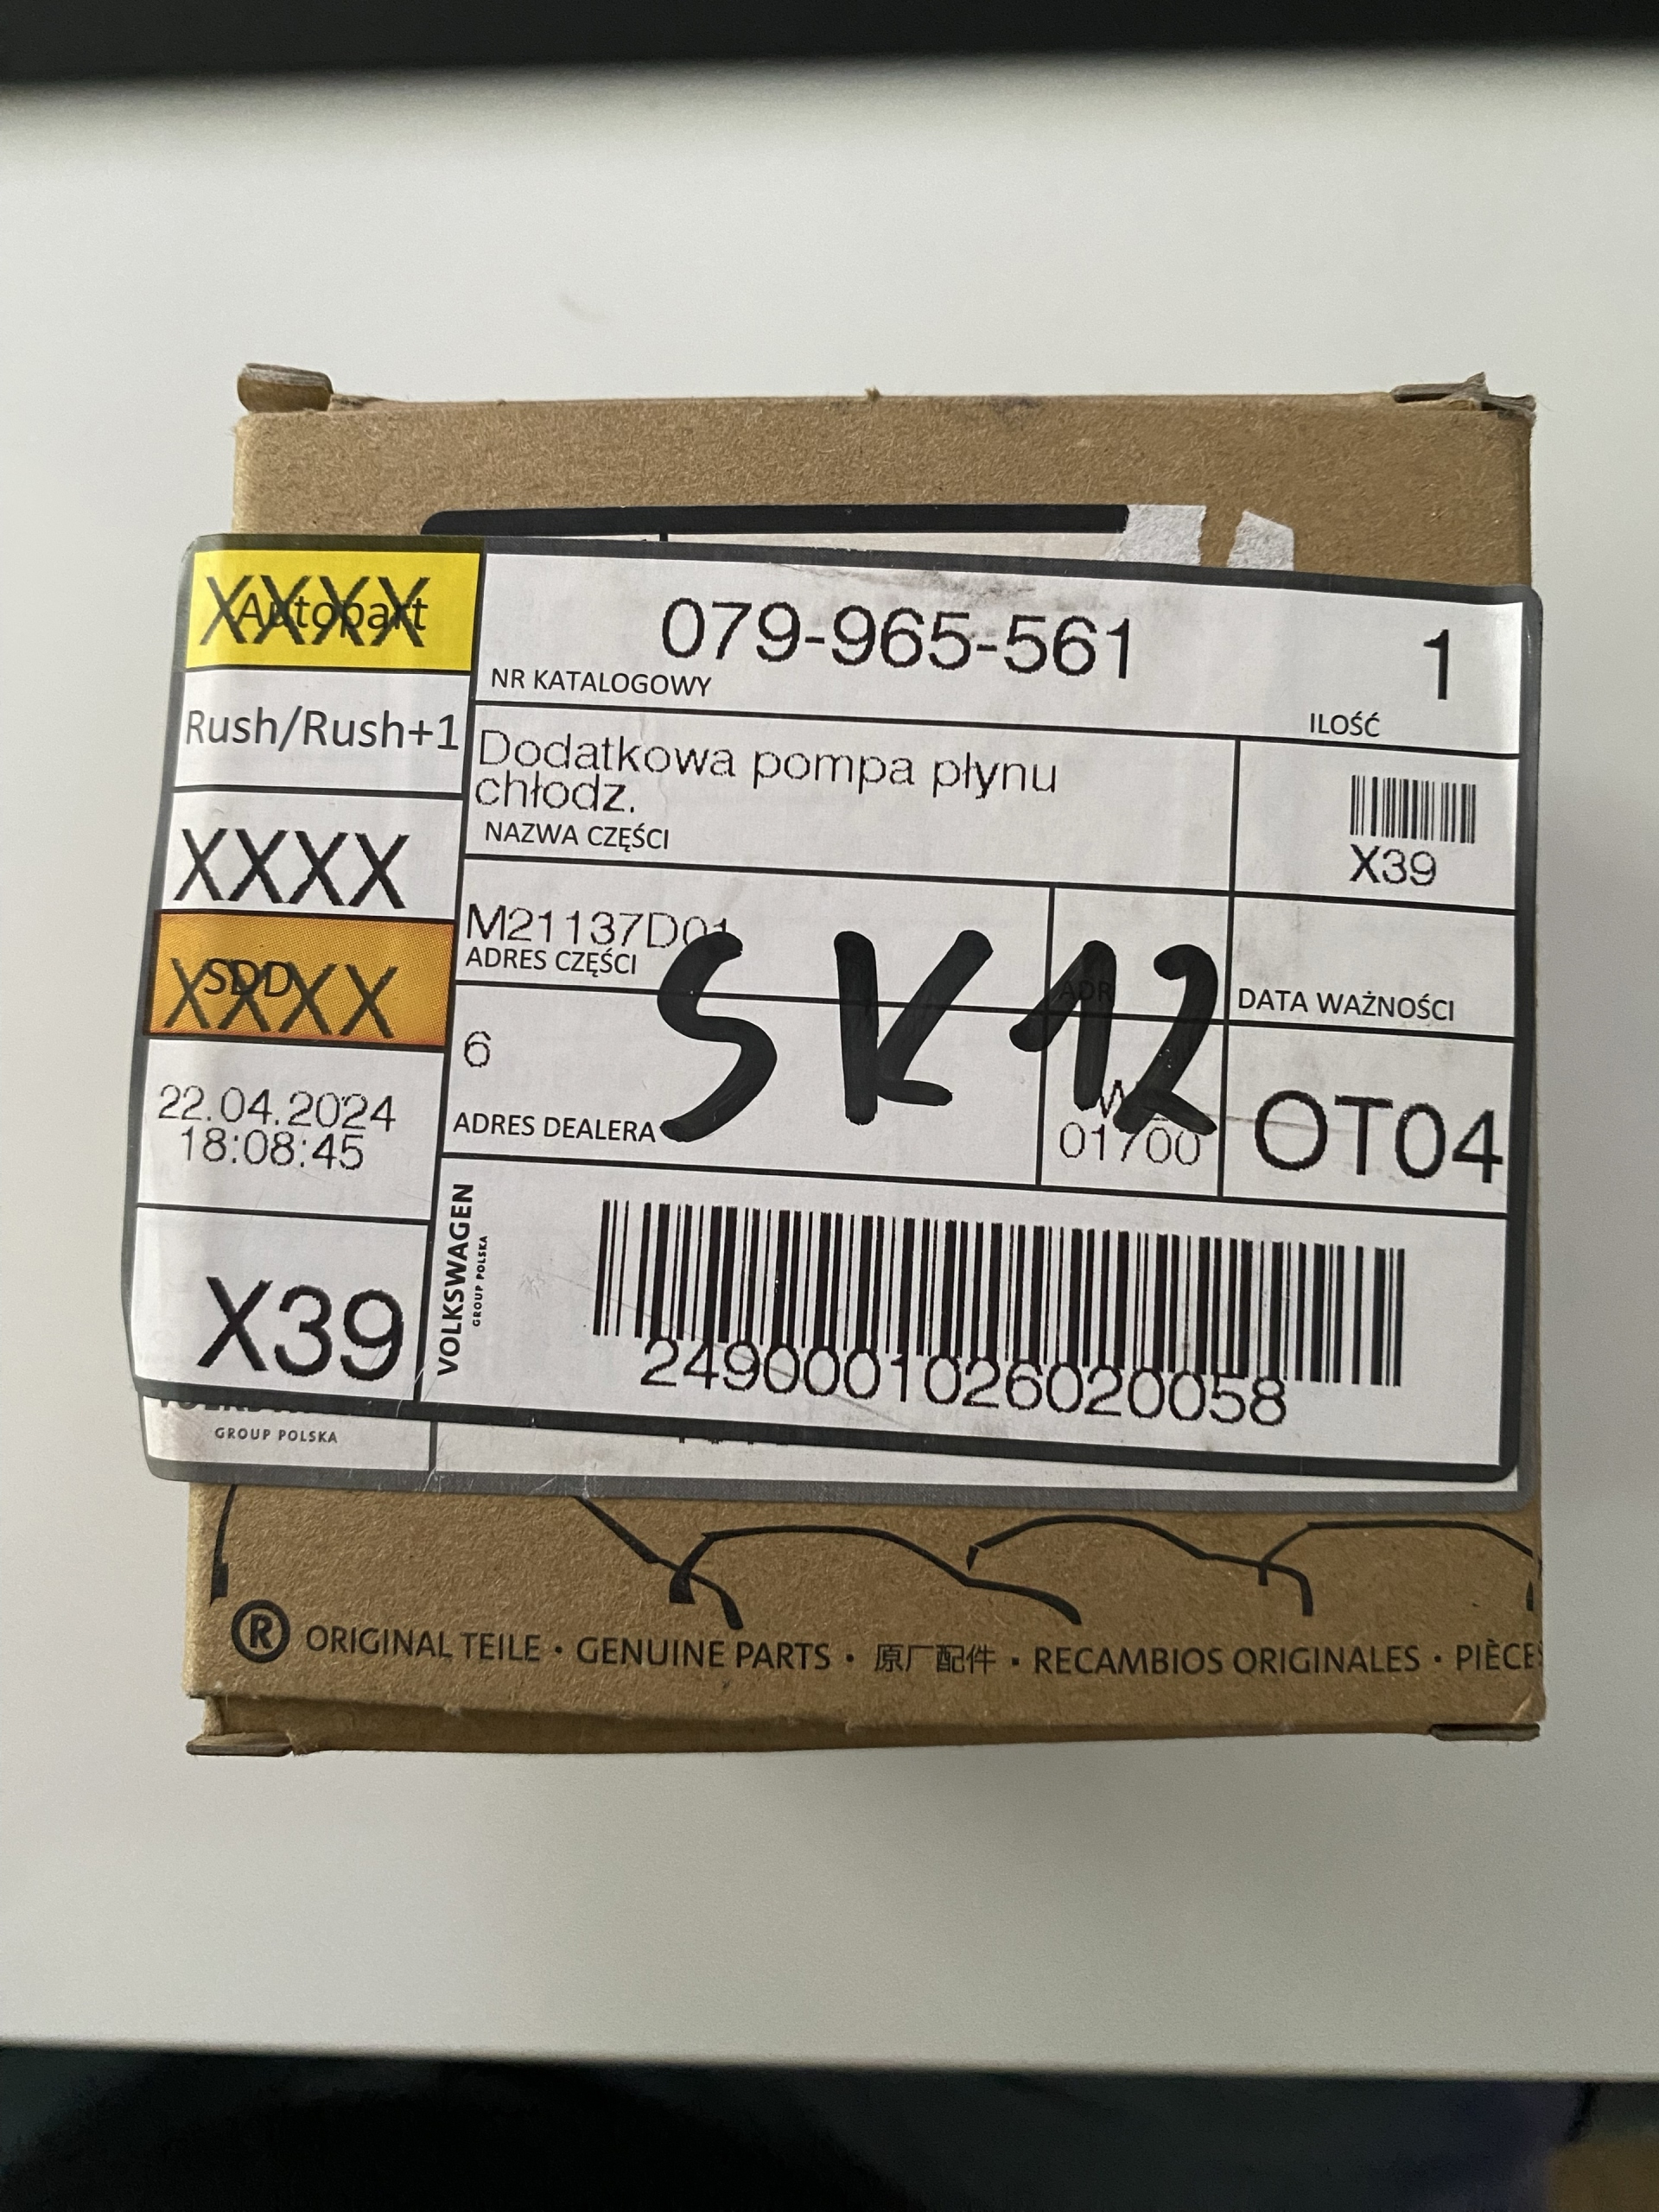 XXXX
Autopart
079-965-561
1
NR KATALOGOWY
ILOŚĆ
Rush/Rush+1
Dodatkowa pompa płynu
chłodz.
NAZWA CZĘŚCI
X39
XXXX
M21137D01
ADRES CZĘŚCI
ADR
DATA WAŻNOŚCI
SDD
XXXX
SK12
6
ADRES DEALERA
01700
OT04
22.04.2024
18:08:45
X39
VOLKSWAGEN
GROUP POLSKA
2490001026020058
GROUP POLSKA
® ORIGINAL TEILE · GENUINE PARTS · 原厂配件 · RECAMBIOS ORIGINALES · PIÈCES